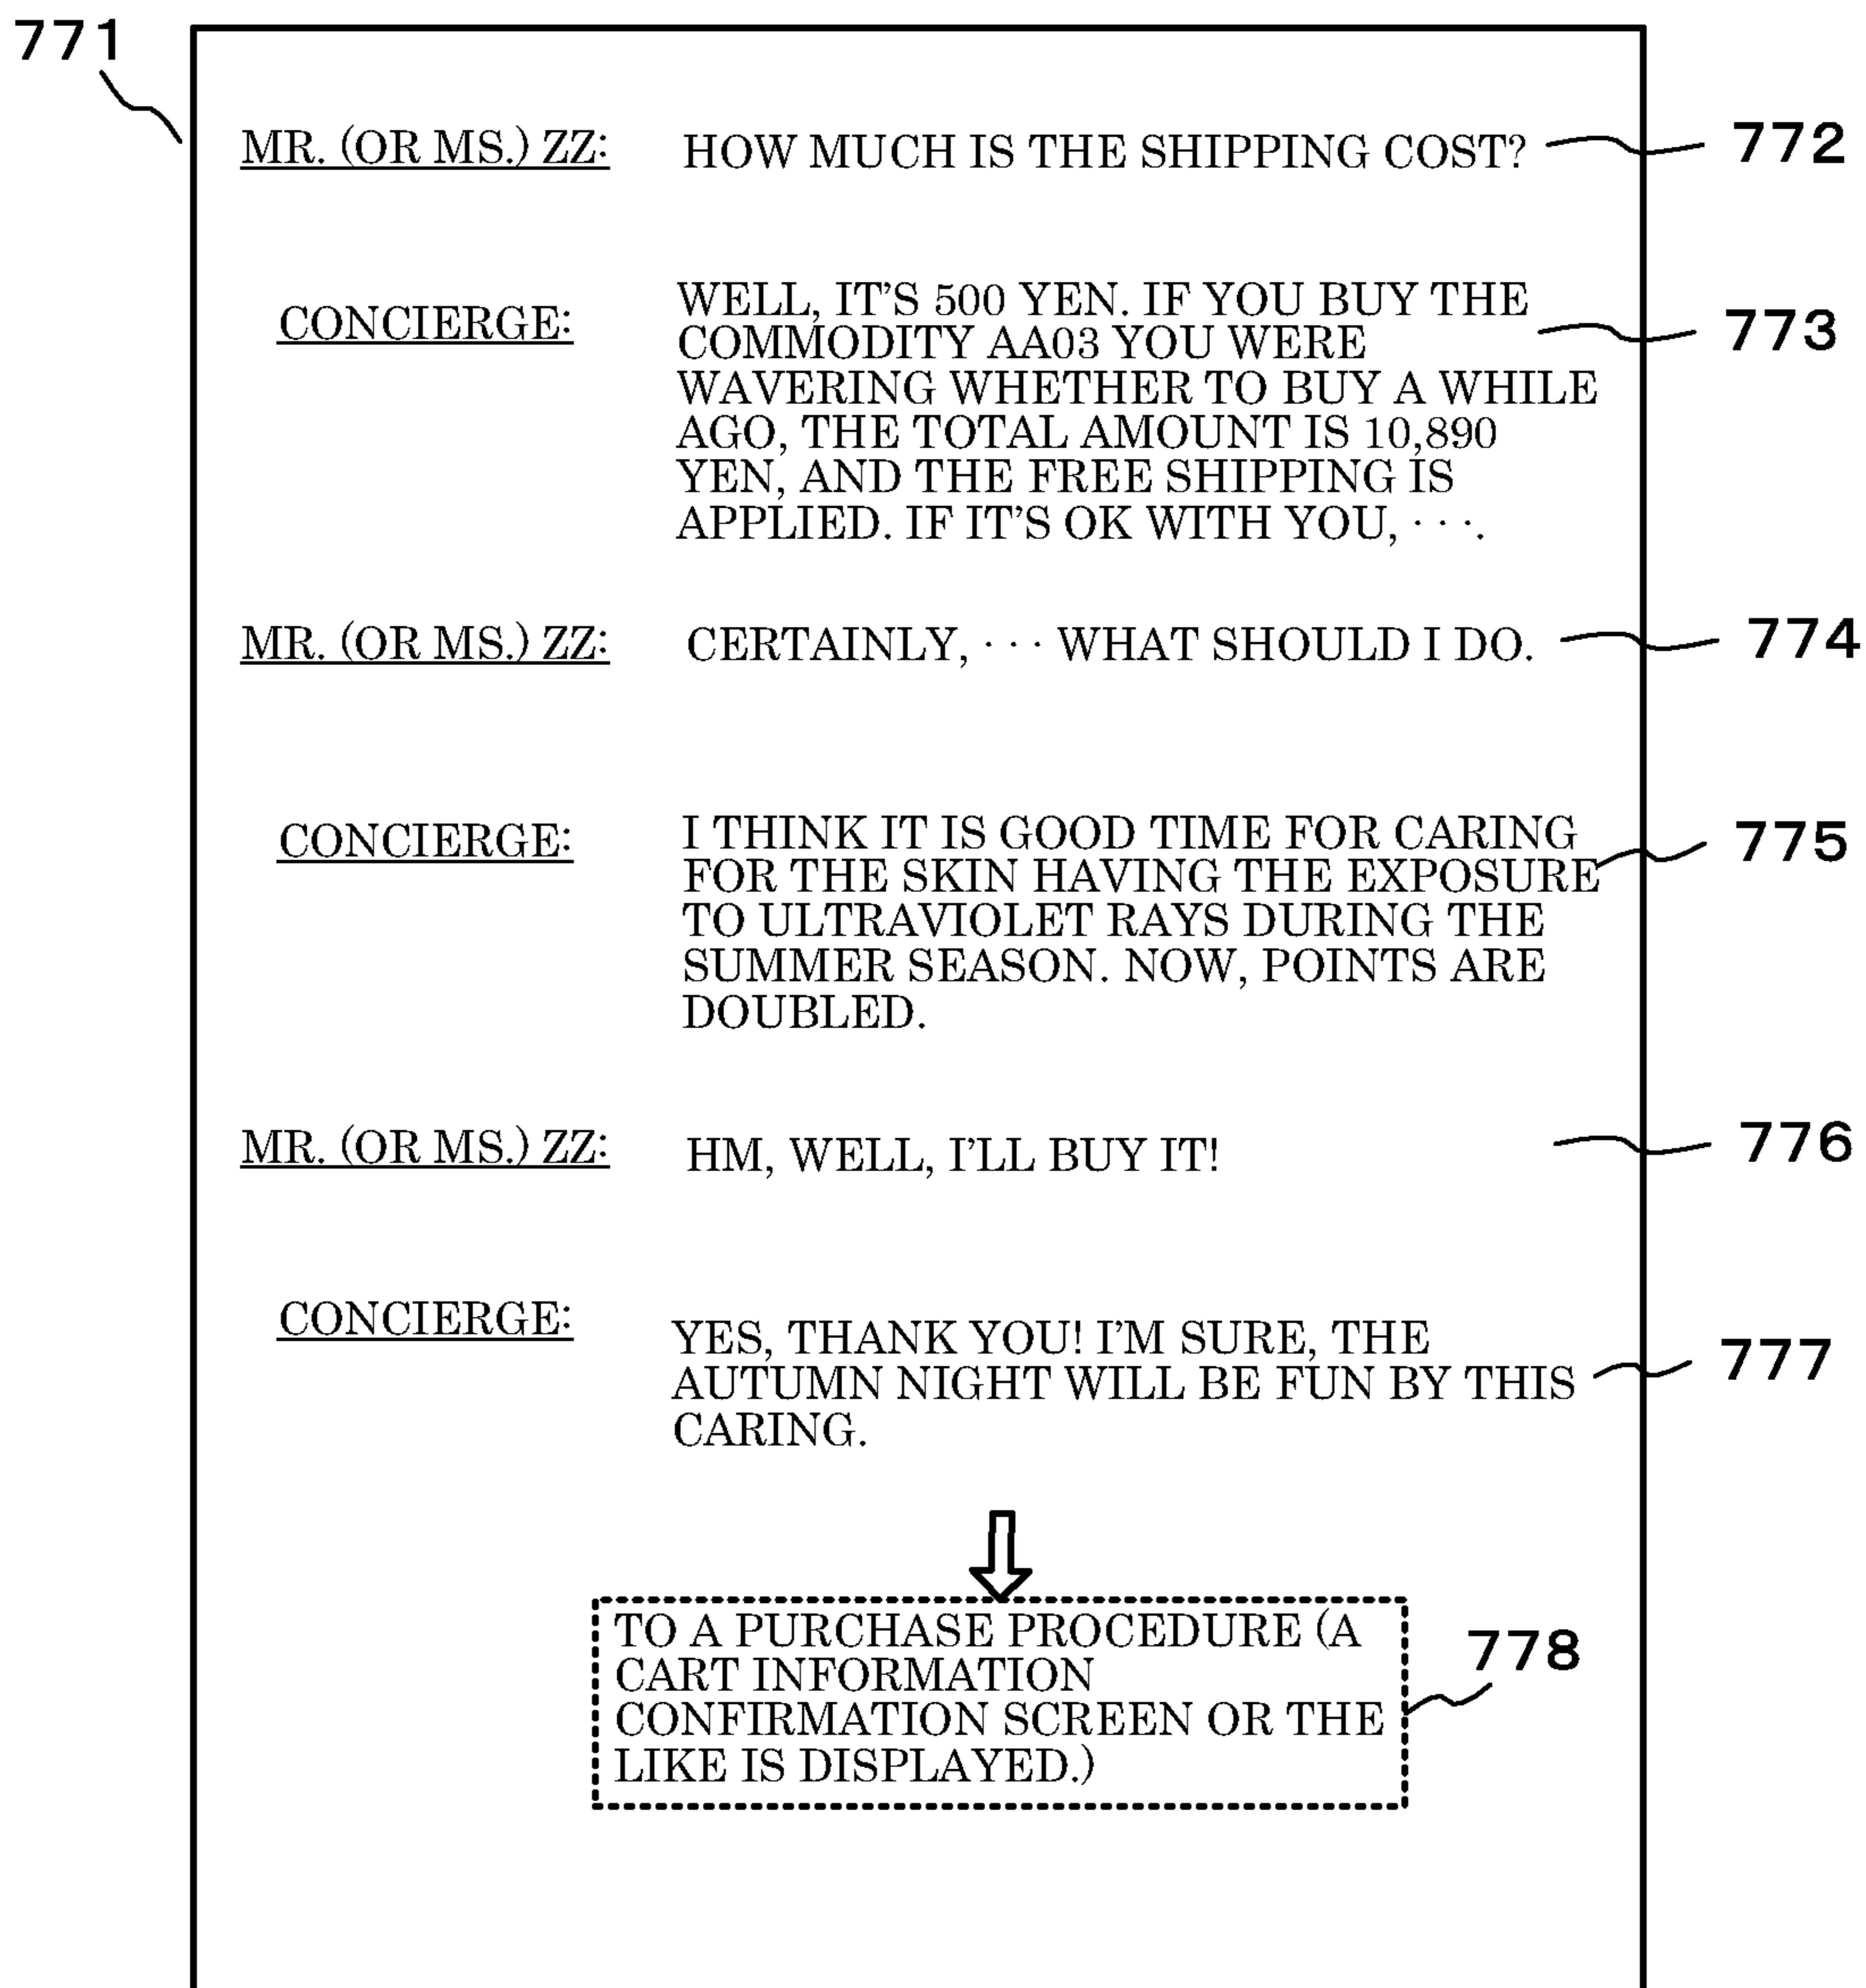 771
MR. (OR MS.) ZZ: HOW MUCH IS THE SHIPPING COST? 772
CONCIERGE: WELL, IT'S 500 YEN. IF YOU BUY THE
COMMODITY AA03 YOU WERE 773
WAVERING WHETHER TO BUY A WHILE
AGO, THE TOTAL AMOUNT IS 10,890
YEN, AND THE FREE SHIPPING IS
APPLIED. IF IT'S OK WITH YOU, ···.
MR. (OR MS.) ZZ: CERTAINLY, ··· WHAT SHOULD I DO. 774
CONCIERGE: I THINK IT IS GOOD TIME FOR CARING 775
FOR THE SKIN HAVING THE EXPOSURE
TO ULTRAVIOLET RAYS DURING THE
SUMMER SEASON. NOW, POINTS ARE
DOUBLED.
MR. (OR MS.) ZZ: HM, WELL, I'LL BUY IT! 776
CONCIERGE: YES, THANK YOU! I'M SURE, THE
AUTUMN NIGHT WILL BE FUN BY THIS 777
CARING.
TO A PURCHASE PROCEDURE (A 778
CART INFORMATION
CONFIRMATION SCREEN OR THE
LIKE IS DISPLAYED.)